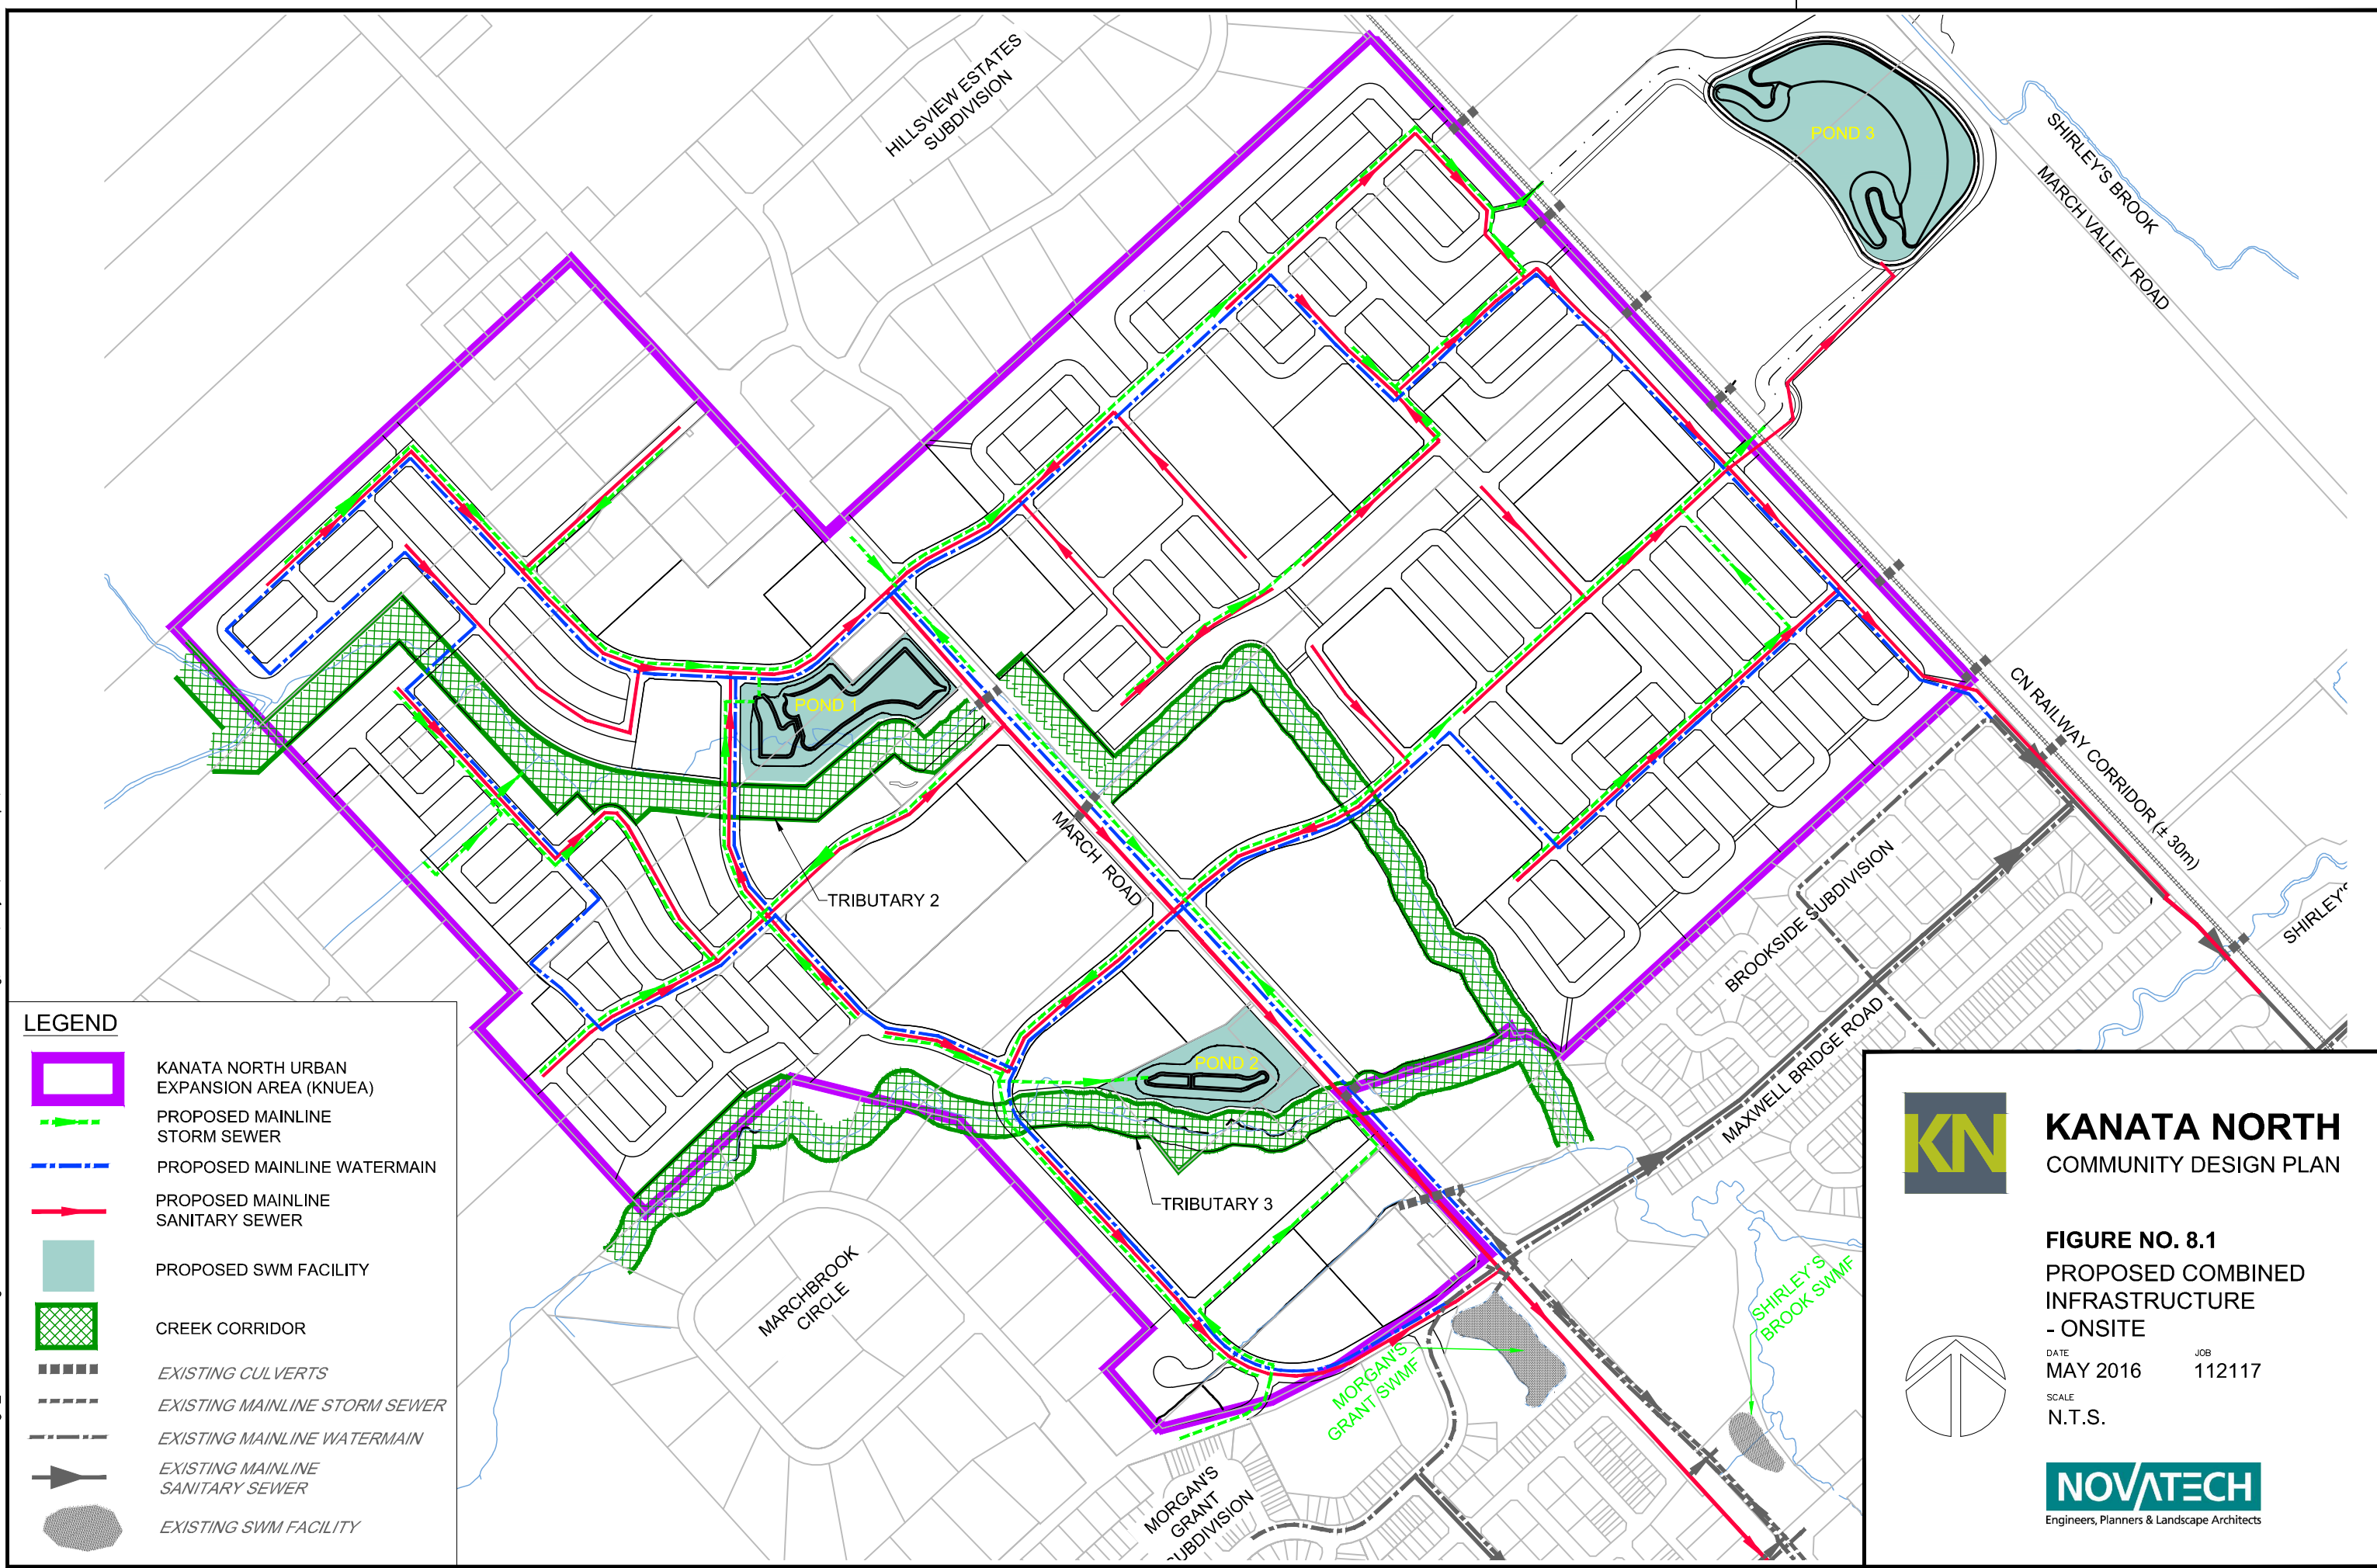 HILLSVIEW ESTATES
SUBDIVISION
POND 3
SHIRLEY'S BROOK
MARCH VALLEY ROAD
POND 1
MARCH ROAD
TRIBUTARY 2
CN RAILWAY CORRIDOR (± 30m)
SHIRLEY'S
BROOKSIDE SUBDIVISION
MAXWELL BRIDGE ROAD
POND 2
TRIBUTARY 3
MARCHBROOK
CIRCLE
MORGAN'S
GRANT SWMF
SHIRLEY'S
BROOK SWMF
MORGAN'S
GRANT
SUBDIVISION
LEGEND
KANATA NORTH URBAN
EXPANSION AREA (KNUEA)
PROPOSED MAINLINE
STORM SEWER
PROPOSED MAINLINE WATERMAIN
PROPOSED MAINLINE
SANITARY SEWER
PROPOSED SWM FACILITY
CREEK CORRIDOR
EXISTING CULVERTS
EXISTING MAINLINE STORM SEWER
EXISTING MAINLINE WATERMAIN
EXISTING MAINLINE
SANITARY SEWER
EXISTING SWM FACILITY
KN
KANATA NORTH
COMMUNITY DESIGN PLAN
FIGURE NO. 8.1
PROPOSED COMBINED
INFRASTRUCTURE
- ONSITE
DATE
MAY 2016
JOB
112117
SCALE
N.T.S.
NOVATECH
Engineers, Planners & Landscape Architects